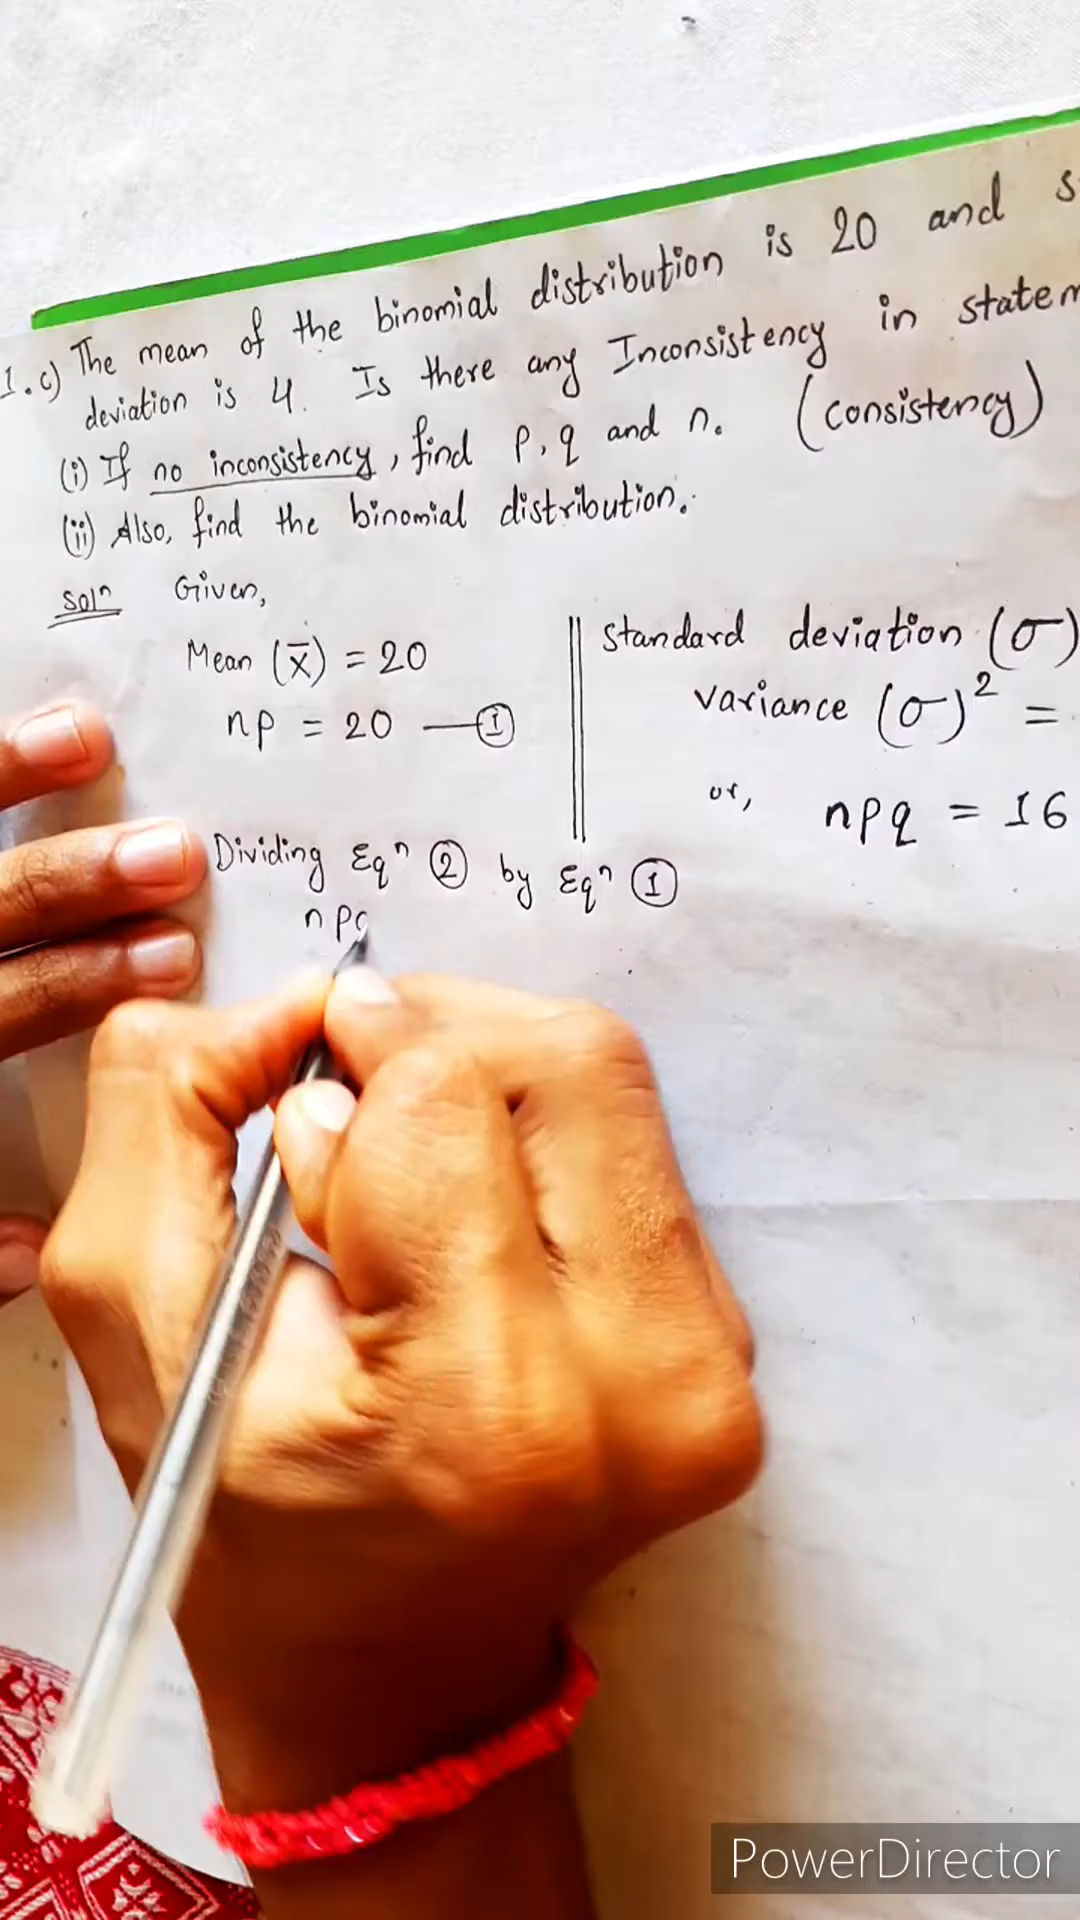 1.c) The mean of the binomial distribution is 20 and
deviation is 4. Is there any Inconsistency in
(i) If no inconsistency, find p, q and n. (consistency)
(ii) Also, find the binomial distribution.
Solⁿ Given,
Mean (x̄) = 20
np = 20 — ①
Standard deviation (σ)
variance (σ)² =
or, npq = 16
Dividing Eqⁿ ② by Eqⁿ ①
npq
PowerDirector